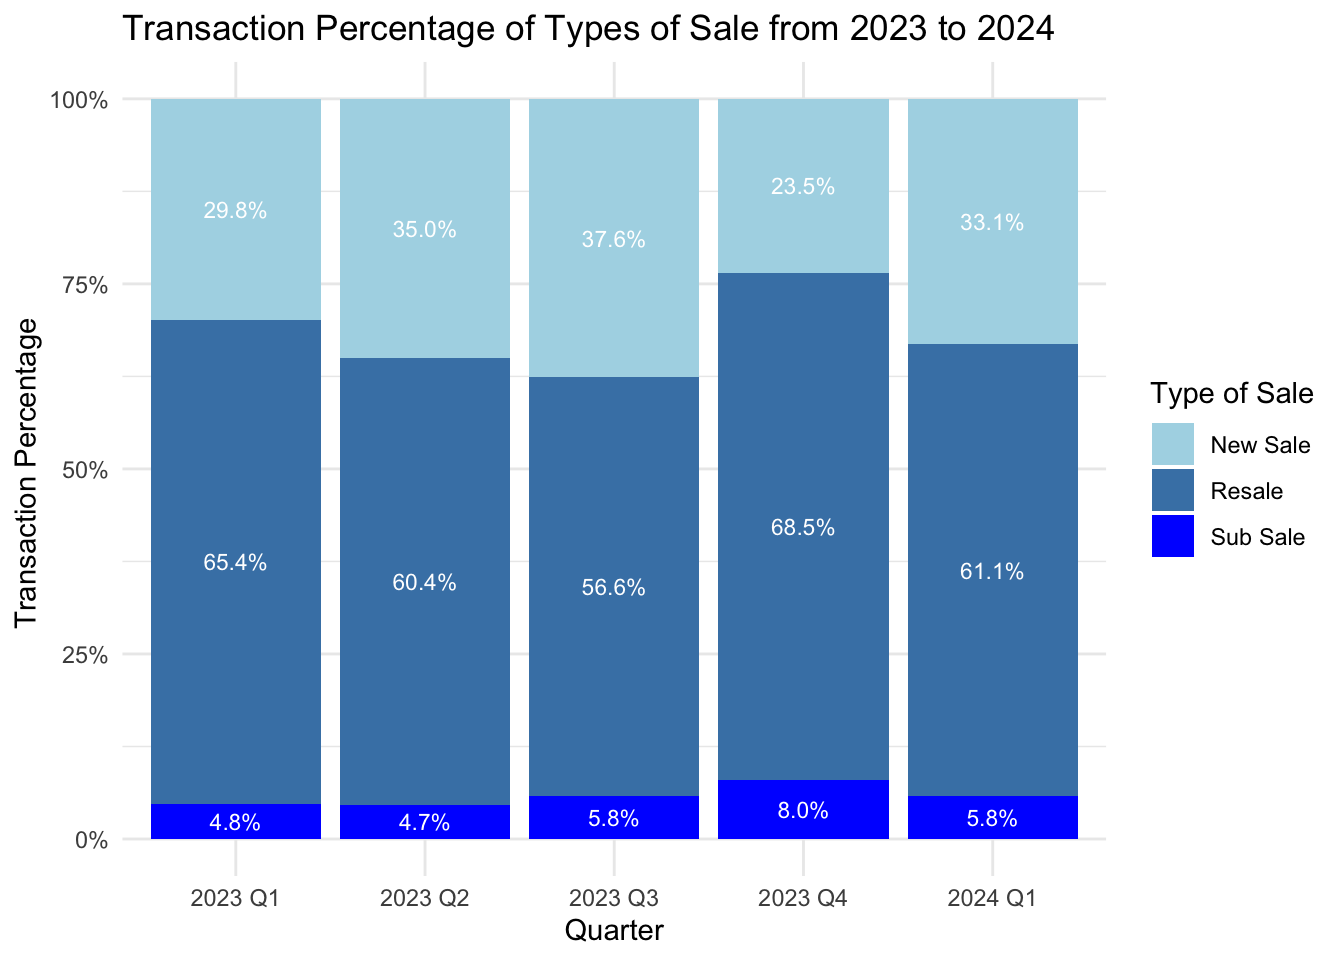 Transaction Percentage of Types of Sale from 2023 to 2024
Transaction Percentage
100%
75%
50%
25%
0%
29.8%
35.0%
37.6%
23.5%
33.1%
65.4%
60.4%
56.6%
68.5%
61.1%
4.8%
4.7%
5.8%
8.0%
5.8%
2023 Q1
2023 Q2
2023 Q3
2023 Q4
2024 Q1
Quarter
Type of Sale
New Sale
Resale
Sub Sale